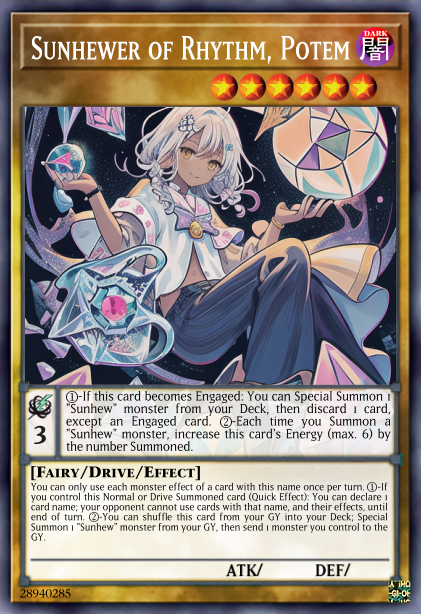 Sunhewer of Rhythm, Potem
DARK
闇
①-If this card becomes Engaged: You can Special Summon 1
"Sunhew" monster from your Deck, then discard 1 card,
except an Engaged card. ②-Each time you Summon a
"Sunhew" monster, increase this card's Energy (max. 6) by
the number Summoned.
3
[Fairy/Drive/Effect]
You can only use each monster effect of a card with this name once per turn. ①-If
you control this Normal or Drive Summoned card (Quick Effect): You can declare 1
card name; your opponent cannot use cards with that name, and their effects, until
end of turn. ②-You can shuffle this card from your GY into your Deck; Special
Summon 1 "Sunhew" monster from your GY, then send 1 monster you control to the
GY.
ATK/ DEF/
28940285